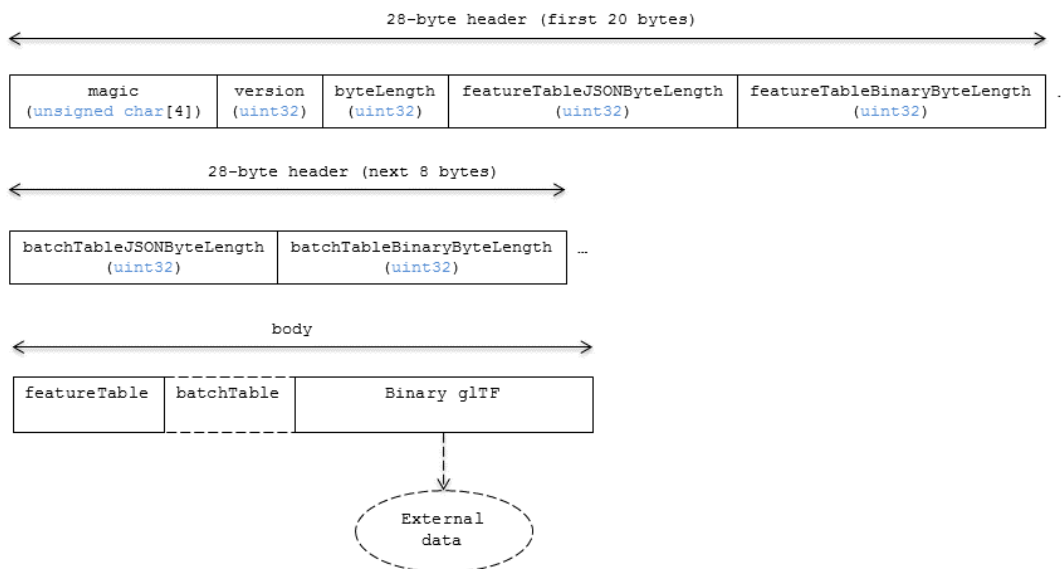 28-byte header (first 20 bytes)
magic version byteLength featureTableJSONByteLength featureTableBinaryByteLength
(unsigned char[4]) (uint32) (uint32) (uint32) (uint32)
28-byte header (next 8 bytes)
batchTableJSONByteLength batchTableBinaryByteLength …
(uint32) (uint32)
body
featureTable batchTable Binary glTF
External
data